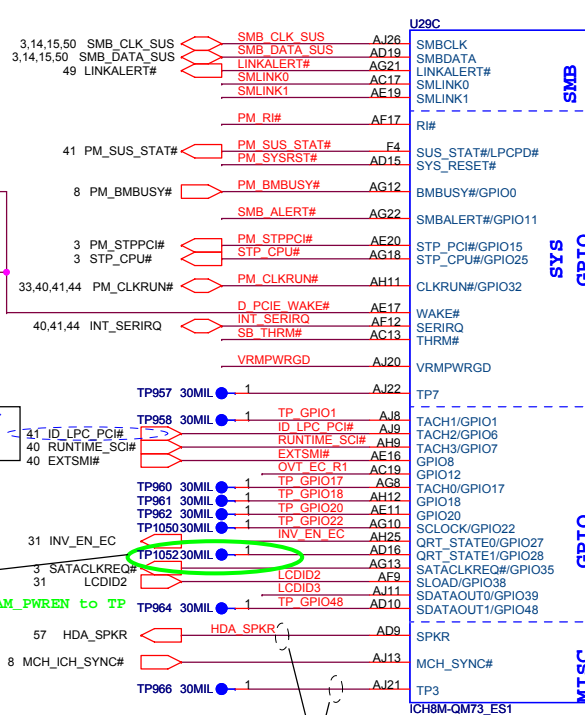 U29C
3,14,15,50 SMB_CLK_SUS SMB_CLK_SUS AJ26 SMBCLK
3,14,15,50 SMB_DATA_SUS SMB_DATA_SUS AD19 SMBDATA
49 LINKALERT# LINKALERT# AG21 LINKALERT#
SMLINK0 AC17 SMLINK0
SMLINK1 AE19 SMLINK1
SMB
PM_RI# AF17 RI#
41 PM_SUS_STAT# PM_SUS_STAT# F4 SUS_STAT#/LPCPD#
PM_SYSRST# AD15 SYS_RESET#
8 PM_BMBUSY# PM_BMBUSY# AG12 BMBUSY#/GPIO0
SMB_ALERT# AG22 SMBALERT#/GPIO11
3 PM_STPPCI# PM_STPPCI# AE20 STP_PCI#/GPIO15
3 STP_CPU# STP_CPU# AG18 STP_CPU#/GPIO25
SYS
GPIO
33,40,41,44 PM_CLKRUN# PM_CLKRUN# AH11 CLKRUN#/GPIO32
D_PCIE_WAKE# AE17 WAKE#
40,41,44 INT_SERIRQ INT_SERIRQ AF12 SERIRQ
SB_THRM# AC13 THRM#
VRMPWRGD AJ20 VRMPWRGD
TP957 30MIL 1 AJ22 TP7
TP958 30MIL 1 TP_GPIO1 AJ8 TACH1/GPIO1
41 ID_LPC_PCI# ID_LPC_PCI# AJ9 TACH2/GPIO6
40 RUNTIME_SCI# RUNTIME_SCI# AH9 TACH3/GPIO7
40 EXTSMI# EXTSMI# AE16 GPIO8
OVT_EC_R1 AC19 GPIO12
TP960 30MIL 1 TP_GPIO17 AG8 TACH0/GPIO17
TP961 30MIL 1 TP_GPIO18 AH12 GPIO18
TP962 30MIL 1 TP_GPIO20 AE11 GPIO20
TP1050 30MIL 1 TP_GPIO22 AG10 SCLOCK/GPIO22
31 INV_EN_EC INV_EN_EC AH25 QRT_STATE0/GPIO27
TP1052 30MIL 1 AD16 QRT_STATE1/GPIO28
3 SATACLKREQ# AG13 SATACLKREQ#/GPIO35
31 LCDID2 LCDID2 AF9 SLOAD/GPIO38
LCDID3 AJ11 SDATAOUT0/GPIO39
AM_PWREN to TP TP964 30MIL 1 TP_GPIO48 AD10 SDATAOUT1/GPIO48
GPIO
57 HDA_SPKR HDA_SPKR AD9 SPKR
8 MCH_ICH_SYNC# AJ13 MCH_SYNC#
TP966 30MIL 1 AJ21 TP3
MISC
ICH8M-QM73_ES1